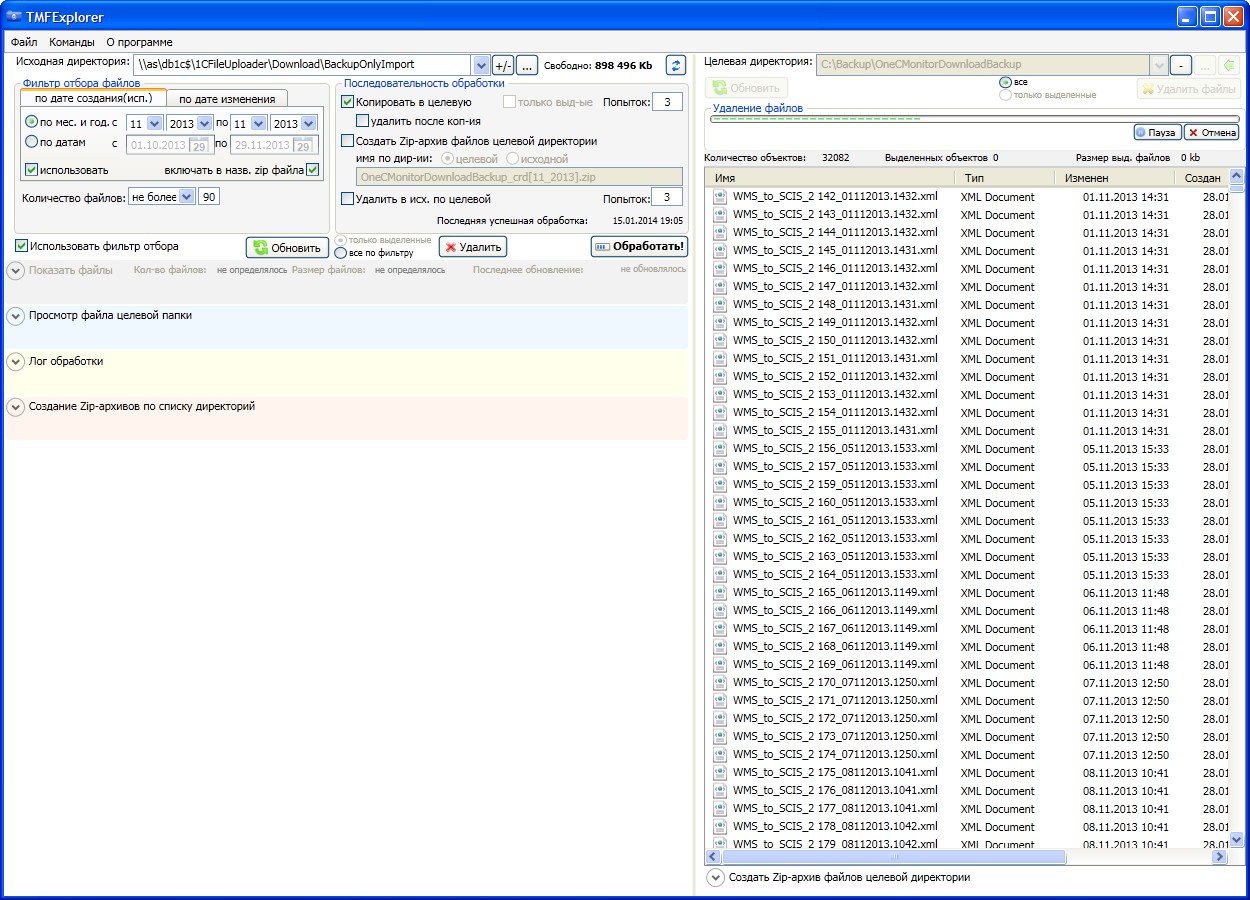 TMFExplorer
Файл Команды О программе
Исходная директория: \\as\db1c$\1CFileUploader\Download\BackupOnlyImport +/- ... Свободно: 898 496 Kb
Фильтр отбора файлов
по дате создания(исп.) по дате изменения
по мес. и год. с 11 2013 по 11 2013
по датам с 01.10.2013 29 по 29.11.2013 29
использовать включать в назв. zip файла
Количество файлов: не более 90
Использовать фильтр отбора Обновить
Последовательность обработки
Копировать в целевую только выд-ые Попыток: 3
удалить после коп-ия
Создать Zip-архив файлов целевой директории
имя по дир-ии: целевой исходной
OneCMonitorDownloadBackup_crd[11_2013].zip
Удалить в исх. по целевой Попыток: 3
Последняя успешная обработка: 15.01.2014 19:05
только выделенные
все по фильтру
Удалить Обработать!
Показать файлы Кол-во файлов: не определялось Размер файлов: не определялось Последнее обновление: не обновлялось
Просмотр файла целевой папки
Лог обработки
Создание Zip-архивов по списку директорий
Целевая директория: C:\Backup\OneCMonitorDownloadBackup - ...
Обновить все Удалить файлы
только выделенные
Удаление файлов
Пауза Отмена
Количество объектов: 32082 Выделенных объектов 0 Размер выд. файлов 0 kb
Имя Тип Изменен Создан
WMS_to_SCIS_2 142_01112013.1432.xml XML Document 01.11.2013 14:31 28.01
WMS_to_SCIS_2 143_01112013.1432.xml XML Document 01.11.2013 14:31 28.01
WMS_to_SCIS_2 144_01112013.1432.xml XML Document 01.11.2013 14:31 28.01
WMS_to_SCIS_2 145_01112013.1431.xml XML Document 01.11.2013 14:31 28.01
WMS_to_SCIS_2 146_01112013.1432.xml XML Document 01.11.2013 14:31 28.01
WMS_to_SCIS_2 147_01112013.1432.xml XML Document 01.11.2013 14:31 28.01
WMS_to_SCIS_2 148_01112013.1431.xml XML Document 01.11.2013 14:31 28.01
WMS_to_SCIS_2 149_01112013.1432.xml XML Document 01.11.2013 14:31 28.01
WMS_to_SCIS_2 150_01112013.1432.xml XML Document 01.11.2013 14:31 28.01
WMS_to_SCIS_2 151_01112013.1431.xml XML Document 01.11.2013 14:31 28.01
WMS_to_SCIS_2 152_01112013.1432.xml XML Document 01.11.2013 14:31 28.01
WMS_to_SCIS_2 153_01112013.1432.xml XML Document 01.11.2013 14:31 28.01
WMS_to_SCIS_2 154_01112013.1432.xml XML Document 01.11.2013 14:31 28.01
WMS_to_SCIS_2 155_01112013.1431.xml XML Document 01.11.2013 14:31 28.01
WMS_to_SCIS_2 156_05112013.1533.xml XML Document 05.11.2013 15:33 28.01
WMS_to_SCIS_2 157_05112013.1533.xml XML Document 05.11.2013 15:33 28.01
WMS_to_SCIS_2 159_05112013.1533.xml XML Document 05.11.2013 15:33 28.01
WMS_to_SCIS_2 160_05112013.1533.xml XML Document 05.11.2013 15:33 28.01
WMS_to_SCIS_2 161_05112013.1533.xml XML Document 05.11.2013 15:33 28.01
WMS_to_SCIS_2 162_05112013.1533.xml XML Document 05.11.2013 15:33 28.01
WMS_to_SCIS_2 163_05112013.1533.xml XML Document 05.11.2013 15:33 28.01
WMS_to_SCIS_2 164_05112013.1533.xml XML Document 05.11.2013 15:33 28.01
WMS_to_SCIS_2 165_06112013.1149.xml XML Document 06.11.2013 11:48 28.01
WMS_to_SCIS_2 166_06112013.1149.xml XML Document 06.11.2013 11:48 28.01
WMS_to_SCIS_2 167_06112013.1149.xml XML Document 06.11.2013 11:48 28.01
WMS_to_SCIS_2 168_06112013.1149.xml XML Document 06.11.2013 11:48 28.01
WMS_to_SCIS_2 169_06112013.1149.xml XML Document 06.11.2013 11:48 28.01
WMS_to_SCIS_2 170_07112013.1250.xml XML Document 07.11.2013 12:50 28.01
WMS_to_SCIS_2 171_07112013.1250.xml XML Document 07.11.2013 12:50 28.01
WMS_to_SCIS_2 172_07112013.1250.xml XML Document 07.11.2013 12:50 28.01
WMS_to_SCIS_2 173_07112013.1250.xml XML Document 07.11.2013 12:50 28.01
WMS_to_SCIS_2 174_07112013.1250.xml XML Document 07.11.2013 12:50 28.01
WMS_to_SCIS_2 175_08112013.1041.xml XML Document 08.11.2013 10:41 28.01
WMS_to_SCIS_2 176_08112013.1041.xml XML Document 08.11.2013 10:41 28.01
WMS_to_SCIS_2 177_08112013.1041.xml XML Document 08.11.2013 10:41 28.01
WMS_to_SCIS_2 178_08112013.1042.xml XML Document 08.11.2013 10:41 28.01
WMS_to_SCIS_2 179_08112013.1042.xml XML Document 08.11.2013 10:41 28.01
Создать Zip-архив файлов целевой директории